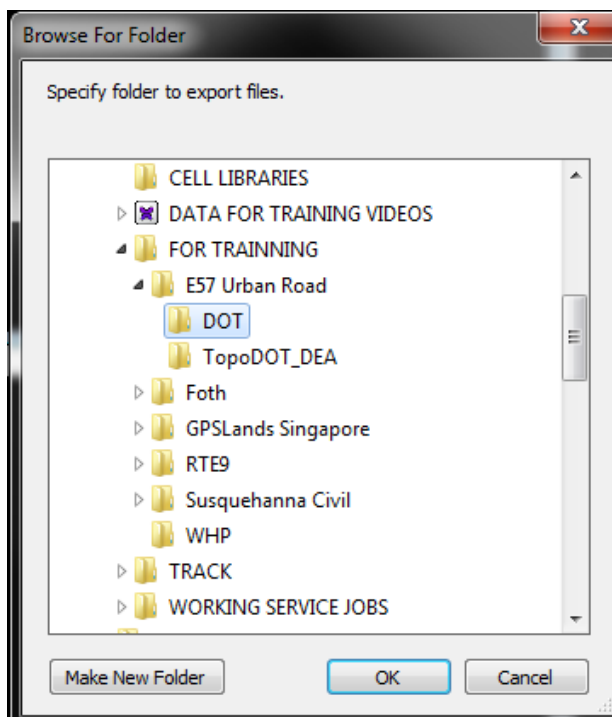 Browse For Folder
Specify folder to export files.
CELL LIBRARIES
DATA FOR TRAINING VIDEOS
FOR TRAINNING
E57 Urban Road
DOT
TopoDOT_DEA
Foth
GPSLands Singapore
RTE9
Susquehanna Civil
WHP
TRACK
WORKING SERVICE JOBS
Make New Folder OK Cancel